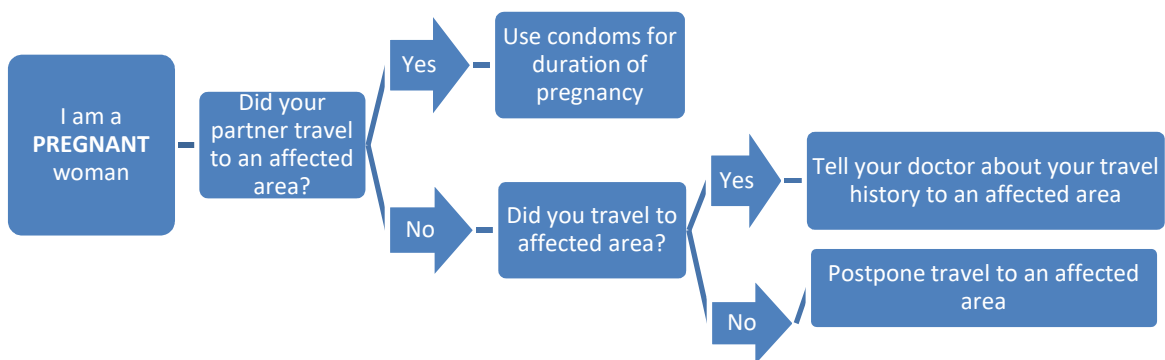 I am a
PREGNANT
woman
Did your
partner travel
to an affected
area?
Yes
Use condoms for
duration of
pregnancy
No
Did you travel to
affected area?
Yes
Tell your doctor about your travel
history to an affected area
No
Postpone travel to an affected
area